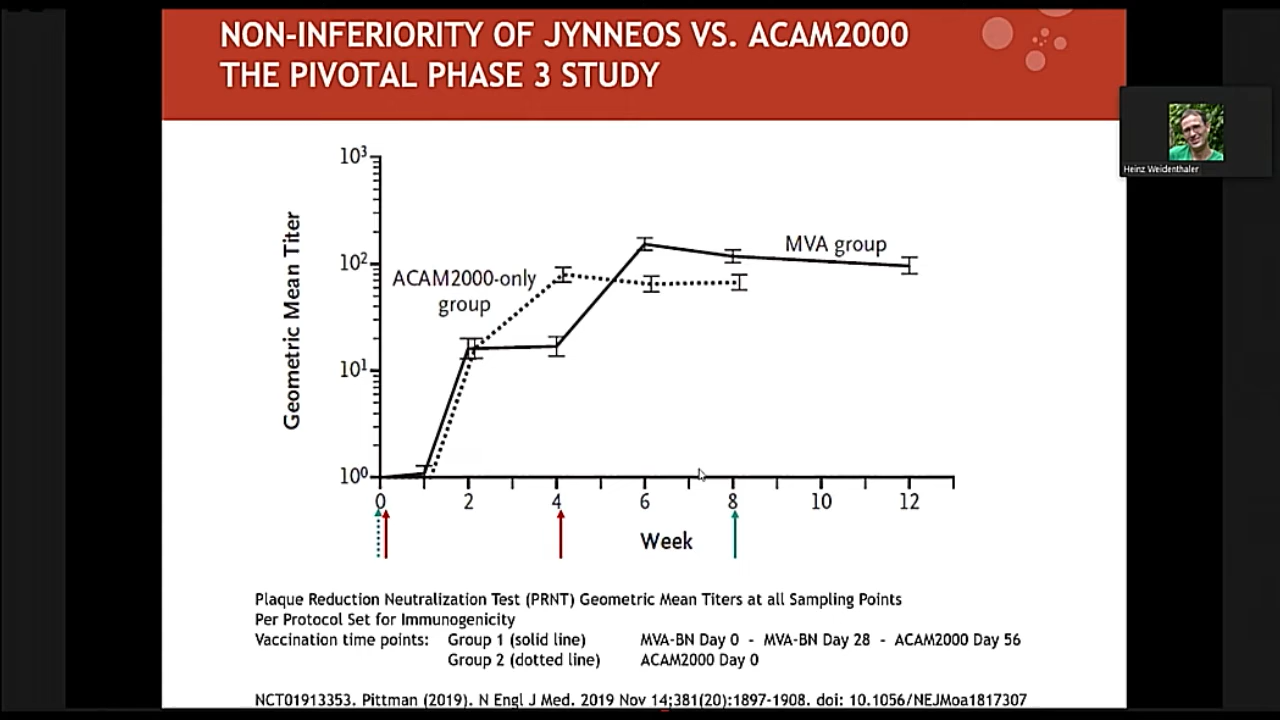 NON-INFERIORITY OF JYNNEOS VS. ACAM2000
THE PIVOTAL PHASE 3 STUDY
Heinz Weidenthaler
10³
10²
10¹
10⁰
Geometric Mean Titer
ACAM2000-only
group
MVA group
0 2 4 6 8 10 12
Week
Plaque Reduction Neutralization Test (PRNT) Geometric Mean Titers at all Sampling Points
Per Protocol Set for Immunogenicity
Vaccination time points: Group 1 (solid line) MVA-BN Day 0 - MVA-BN Day 28 - ACAM2000 Day 56
Group 2 (dotted line) ACAM2000 Day 0
NCT01913353. Pittman (2019). N Engl J Med. 2019 Nov 14;381(20):1897-1908. doi: 10.1056/NEJMoa1817307